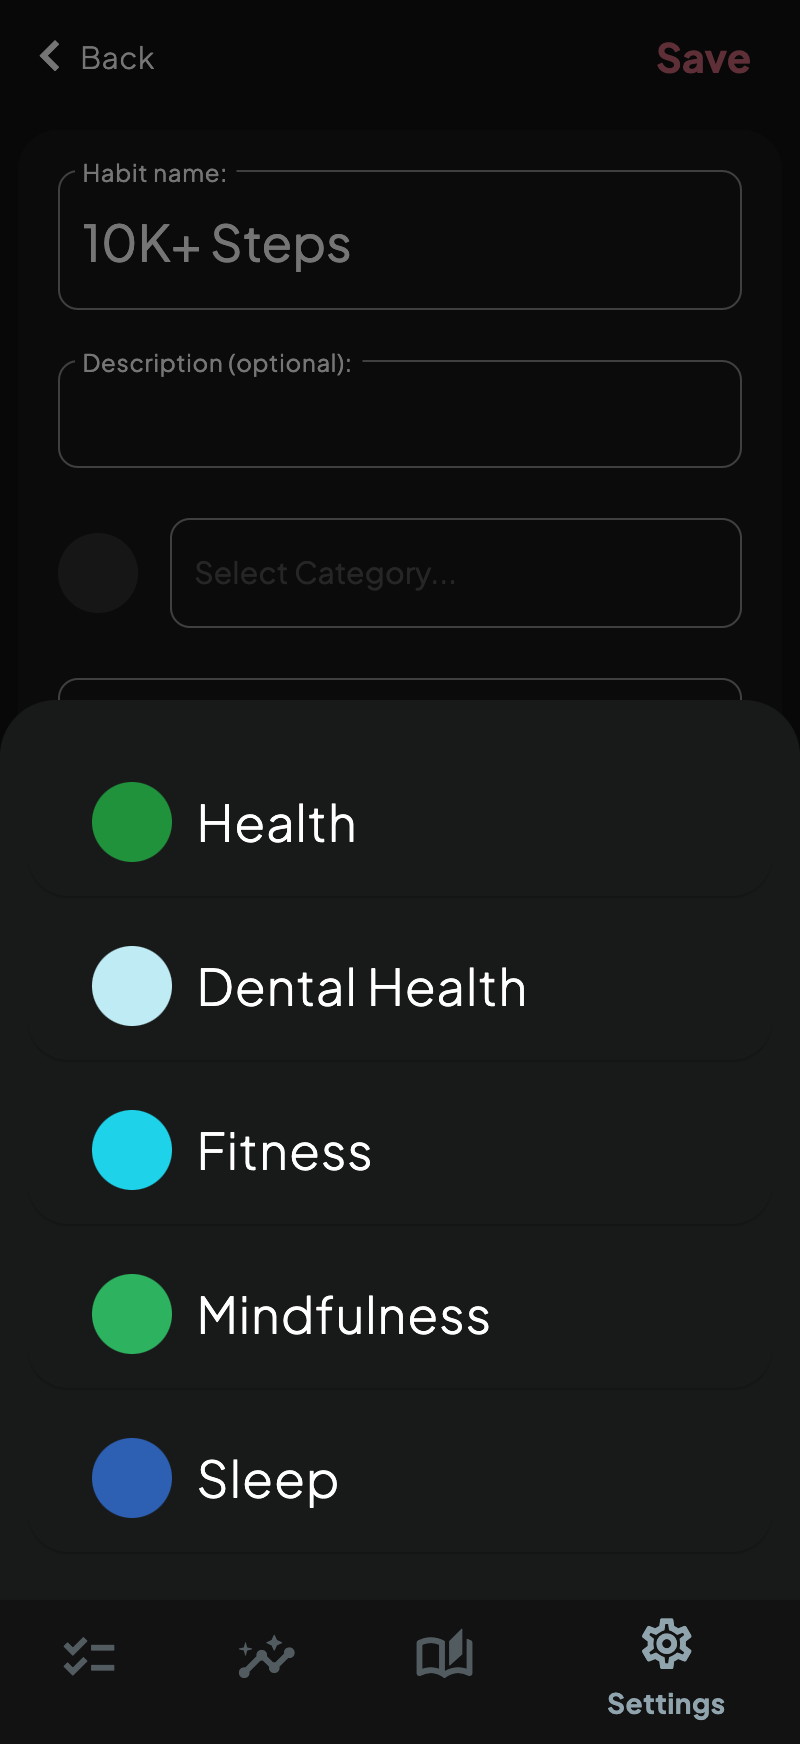 Back
Save
Habit name:
10K+ Steps
Description (optional):
Select Category...
Health
Dental Health
Fitness
Mindfulness
Sleep
Settings